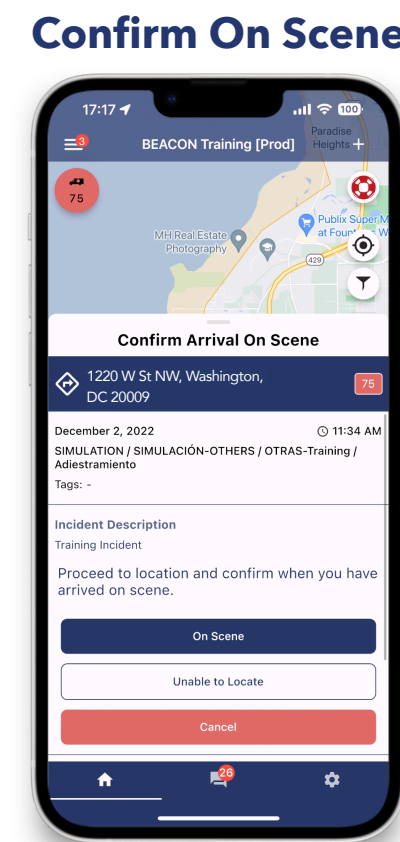 Confirm On Scene
17:17
100
3
BEACON Training [Prod]
Paradise
Heights
75
MH Real Estate
Photography
Publix Super M
at Fount
W
429
Confirm Arrival On Scene
1220 W St NW, Washington,
DC 20009
75
December 2, 2022
11:34 AM
SIMULATION / SIMULACIÓN-OTHERS / OTRAS-Training /
Adiestramiento
Tags: -
Incident Description
Training Incident
Proceed to location and confirm when you have
arrived on scene.
On Scene
Unable to Locate
Cancel
26